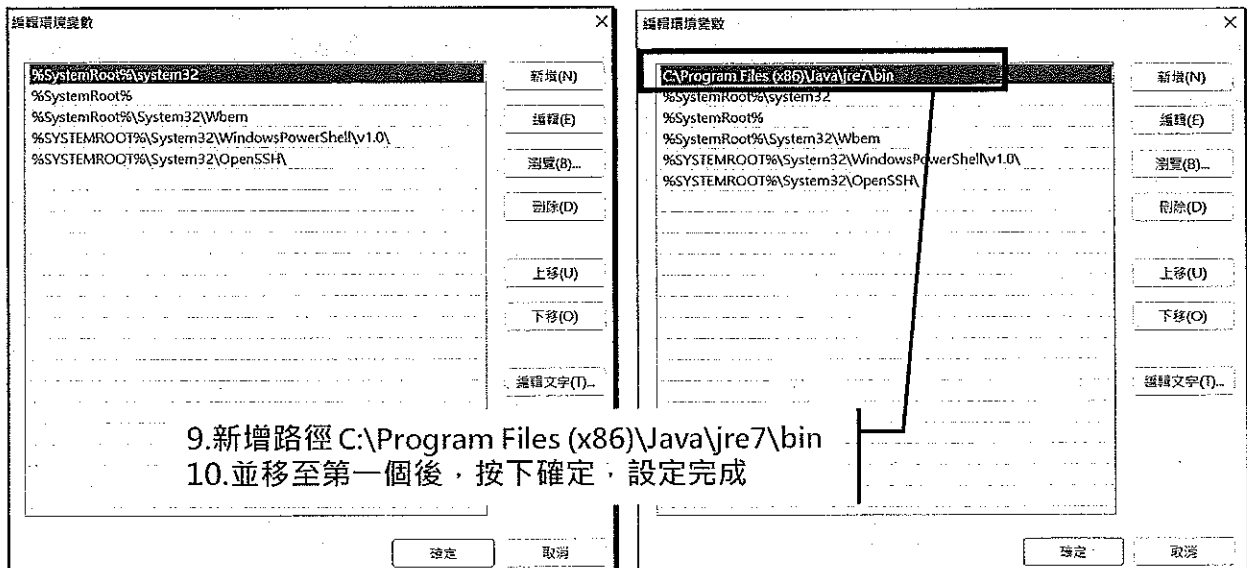 編輯環境變數
%SystemRoot%\system32
%SystemRoot%
%SystemRoot%\System32\Wbem
%SYSTEMROOT%\System32\WindowsPowerShell\v1.0\
%SYSTEMROOT%\System32\OpenSSH\
新增(N)
編輯(E)
瀏覽(B)...
刪除(D)
上移(U)
下移(O)
編輯文字(T)...
確定
取消
編輯環境變數
C:\Program Files (x86)\Java\jre7\bin
%SystemRoot%\system32
%SystemRoot%
%SystemRoot%\System32\Wbem
%SYSTEMROOT%\System32\WindowsPowerShell\v1.0\
%SYSTEMROOT%\System32\OpenSSH\
新增(N)
編輯(E)
瀏覽(B)...
刪除(D)
上移(U)
下移(O)
編輯文字(T)...
確定
取消
9.新增路徑 C:\Program Files (x86)\Java\jre7\bin
10.並移至第一個後，按下確定，設定完成